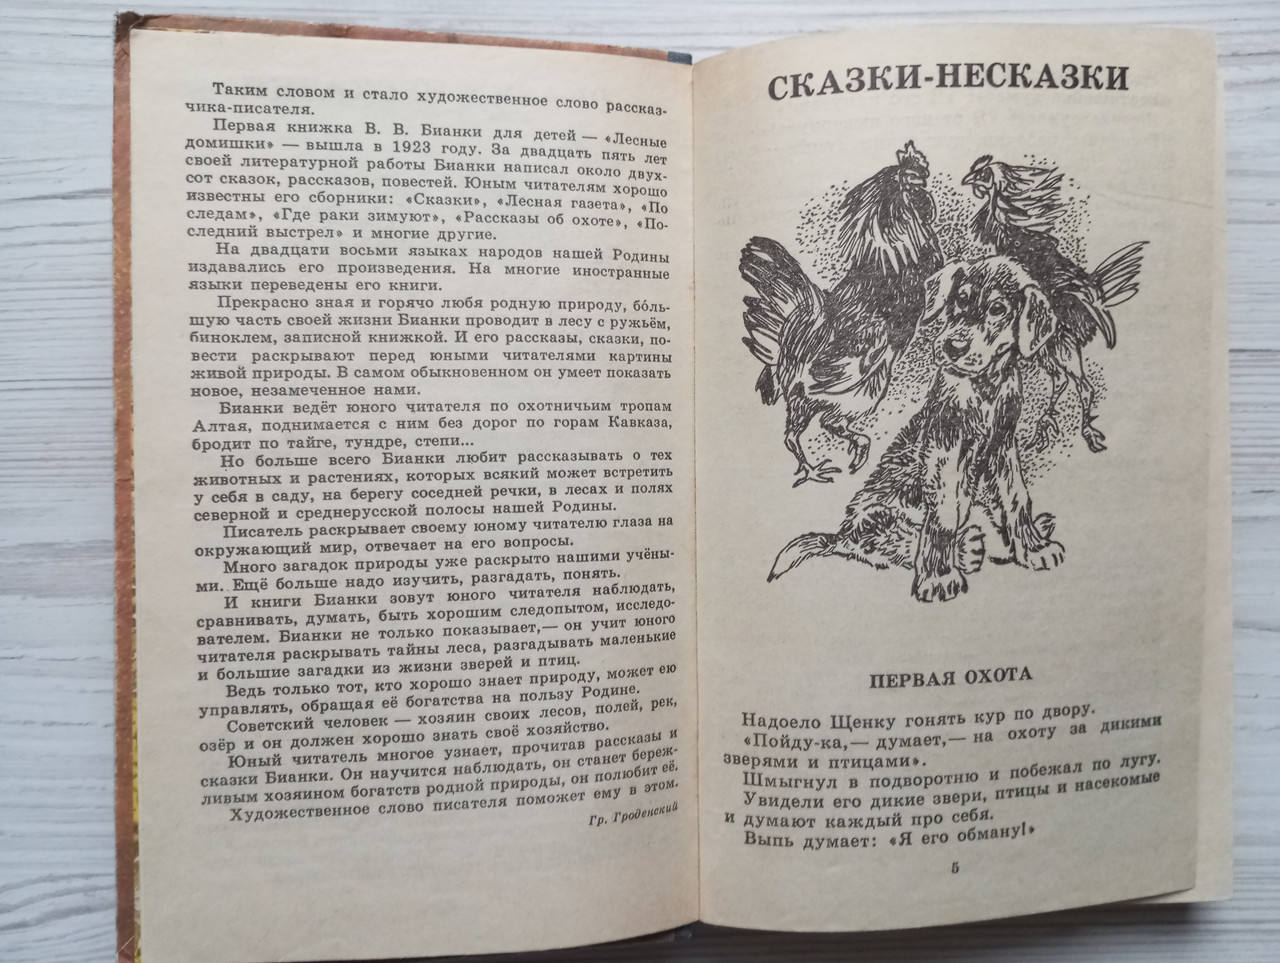 Таким словом и стало художественное слово рассказ-
чика-писателя.
Первая книжка В. В. Бианки для детей — «Лесные
домишки» — вышла в 1923 году. За двадцать пять лет
своей литературной работы Бианки написал около двух-
сот сказок, рассказов, повестей. Юным читателям хорошо
известны его сборники: «Сказки», «Лесная газета», «По
следам», «Где раки зимуют», «Рассказы об охоте», «По-
следний выстрел» и многие другие.
На двадцати восьми языках народов нашей Родины
издавались его произведения. На многие иностранные
языки переведены его книги.
Прекрасно зная и горячо любя родную природу, бо́ль-
шую часть своей жизни Бианки проводит в лесу с ружьём,
биноклем, записной книжкой. И его рассказы, сказки, по-
вести раскрывают перед юными читателями картины
живой природы. В самом обыкновенном он умеет показать
новое, незамеченное нами.
Бианки ведёт юного читателя по охотничьим тропам
Алтая, поднимается с ним без дорог по горам Кавказа,
бродит по тайге, тундре, степи...
Но больше всего Бианки любит рассказывать о тех
животных и растениях, которых всякий может встретить
у себя в саду, на берегу соседней речки, в лесах и полях
северной и среднерусской полосы нашей Родины.
Писатель раскрывает своему юному читателю глаза на
окружающий мир, отвечает на его вопросы.
Много загадок природы уже раскрыто нашими учёны-
ми. Ещё больше надо изучить, разгадать, понять.
И книги Бианки зовут юного читателя наблюдать,
сравнивать, думать, быть хорошим следопытом, исследо-
вателем. Бианки не только показывает,— он учит юного
читателя раскрывать тайны леса, разгадывать маленькие
и большие загадки из жизни зверей и птиц.
Ведь только тот, кто хорошо знает природу, может ею
управлять, обращая её богатства на пользу Родине.
Советский человек — хозяин своих лесов, полей, рек,
озёр и он должен хорошо знать своё хозяйство.
Юный читатель многое узнает, прочитав рассказы и
сказки Бианки. Он научится наблюдать, он станет береж-
ливым хозяином богатств родной природы, он полюбит её.
Художественное слово писателя поможет ему в этом.
Гр. Гроденский
СКАЗКИ-НЕСКАЗКИ
ПЕРВАЯ ОХОТА
Надоело Щенку гонять кур по двору.
«Пойду-ка,— думает,— на охоту за дикими
зверями и птицами».
Шмыгнул в подворотню и побежал по лугу.
Увидели его дикие звери, птицы и насекомые
и думают каждый про себя.
Выпь думает: «Я его обману!»
5